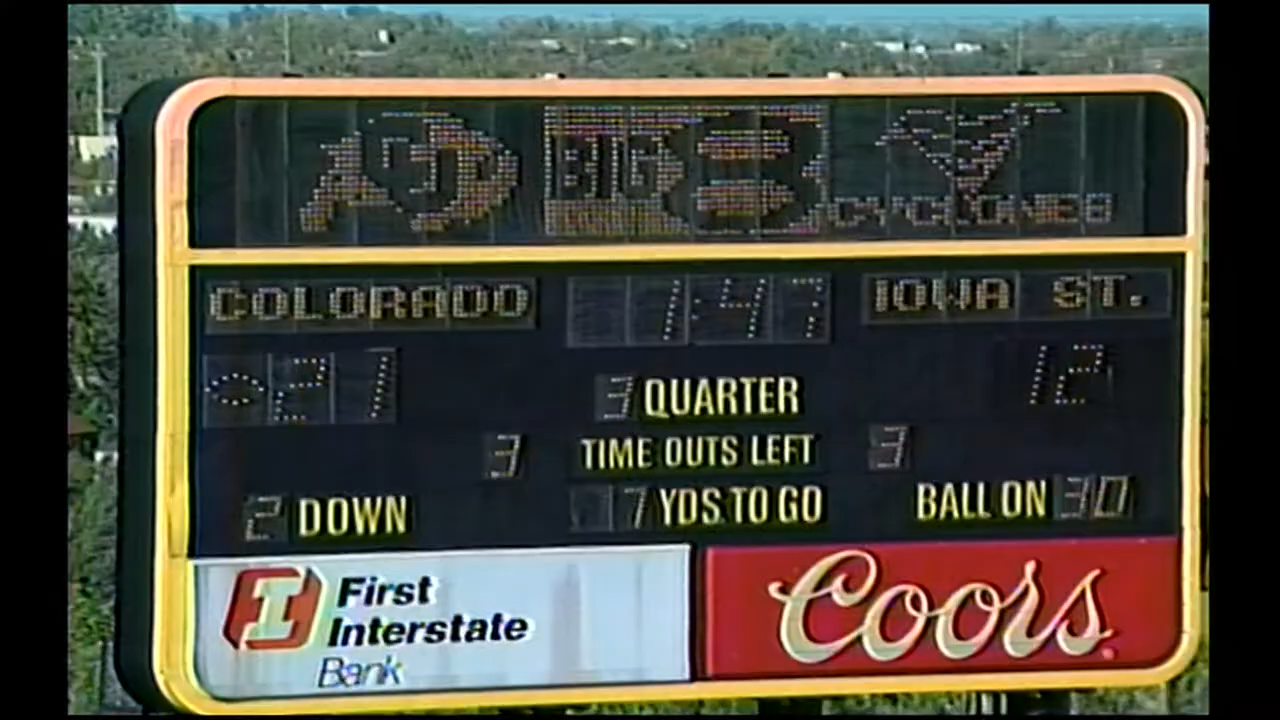 CU BIG 8 CYCLONES
COLORADO 1:47 IOWA ST.
21 12
3 QUARTER
3 TIME OUTS LEFT 3
2 DOWN 7 YDS. TO GO BALL ON 30
I First
Interstate
Bank
Coors.